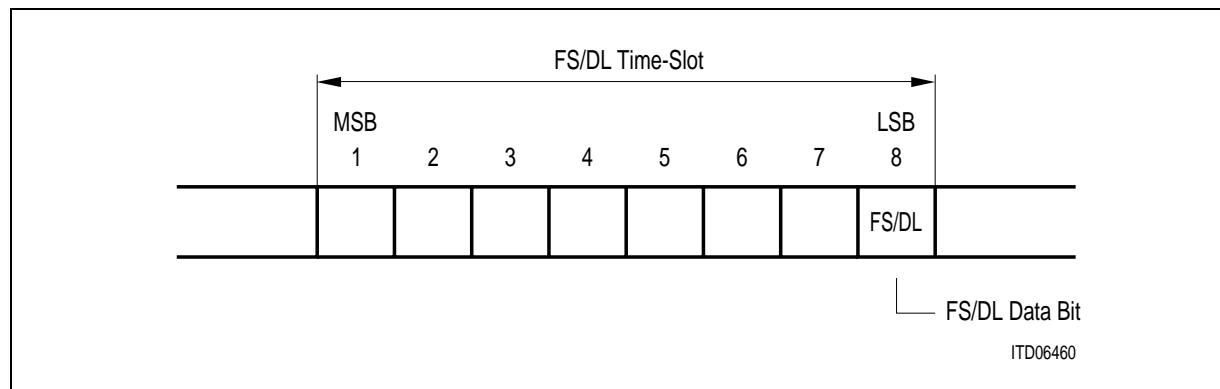 FS/DL Time-Slot
MSB LSB
1 2 3 4 5 6 7 8
FS/DL
FS/DL Data Bit
ITD06460